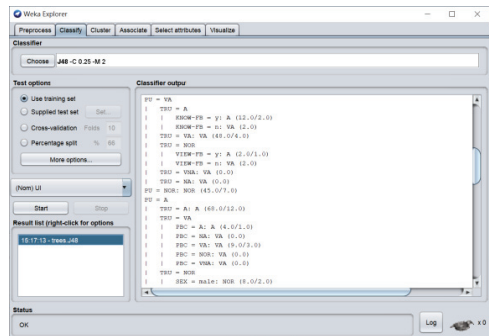 Weka Explorer
Preprocess Classify Cluster Associate Select attributes Visualize
Classifier
Choose J48 -C 0.25 -M 2
Test options
Use training set
Supplied test set Set...
Cross-validation Folds 10
Percentage split % 66
More options...
(Nom) UI
Start Stop
Result list (right-click for options
15:17:13 - trees.J48
Classifier output
PU = VA
| TRU = A
| | KNOW-FB = y: A (12.0/2.0)
| | KNOW-FB = n: VA (2.0)
| TRU = VA: VA (48.0/4.0)
| TRU = NOR
| | VIEW-FB = y: A (2.0/1.0)
| | VIEW-FB = n: VA (2.0)
| TRU = VNA: VA (0.0)
| TRU = NA: VA (0.0)
PU = NOR: NOR (45.0/7.0)
PU = A
| TRU = A: A (68.0/12.0)
| TRU = VA
| | PBC = A: A (4.0/1.0)
| | PBC = NA: VA (0.0)
| | PBC = VA: VA (9.0/3.0)
| | PBC = NOR: VA (0.0)
| | PBC = VNA: VA (0.0)
| TRU = NOR
| | SEX = male: NOR (8.0/2.0)
Status
OK
Log x 0